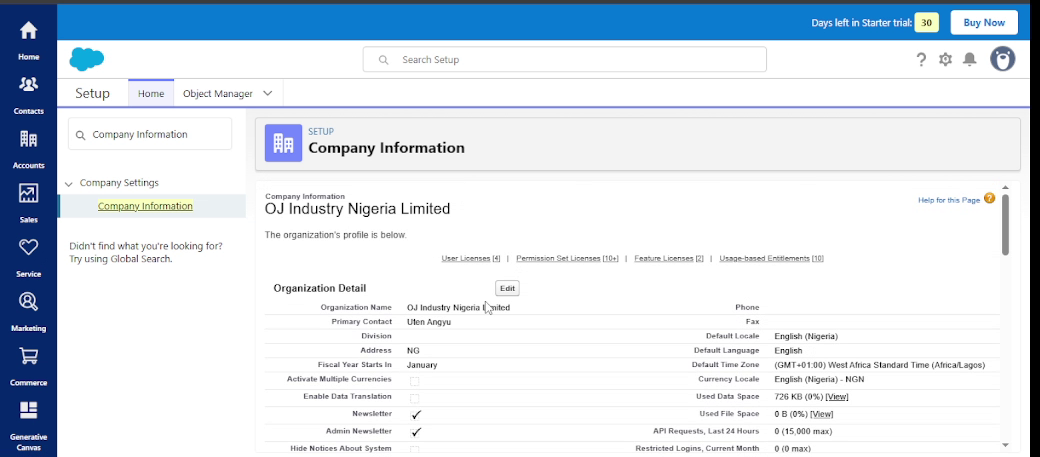 Days left in Starter trial: 30 Buy Now
Home
Contacts
Accounts
Sales
Service
Marketing
Commerce
Generative
Canvas
Search Setup
Setup Home Object Manager
Company Information
Company Settings
Company Information
Didn't find what you're looking for?
Try using Global Search.
SETUP
Company Information
Company Information
OJ Industry Nigeria Limited
Help for this Page
The organization's profile is below.
User Licenses [4] | Permission Set Licenses [10+] | Feature Licenses [2] | Usage-based Entitlements [10]
Organization Detail Edit
Organization Name OJ Industry Nigeria Limited Phone
Primary Contact Ufen Angyu Fax
Division Default Locale English (Nigeria)
Address NG Default Language English
Fiscal Year Starts In January Default Time Zone (GMT+01:00) West Africa Standard Time (Africa/Lagos)
Activate Multiple Currencies Currency Locale English (Nigeria) - NGN
Enable Data Translation Used Data Space 726 KB (0%) [View]
Newsletter Used File Space 0 B (0%) [View]
Admin Newsletter API Requests, Last 24 Hours 0 (15,000 max)
Hide Notices About System Restricted Logins, Current Month 0 (0 max)